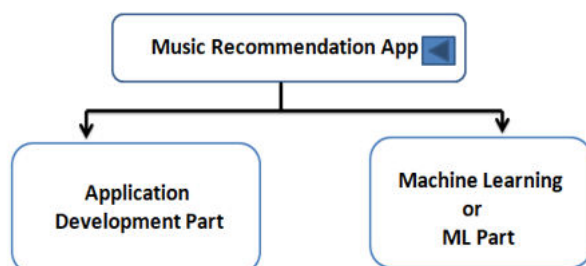 Music Recommendation App
Application
Development Part
Machine Learning
or
ML Part